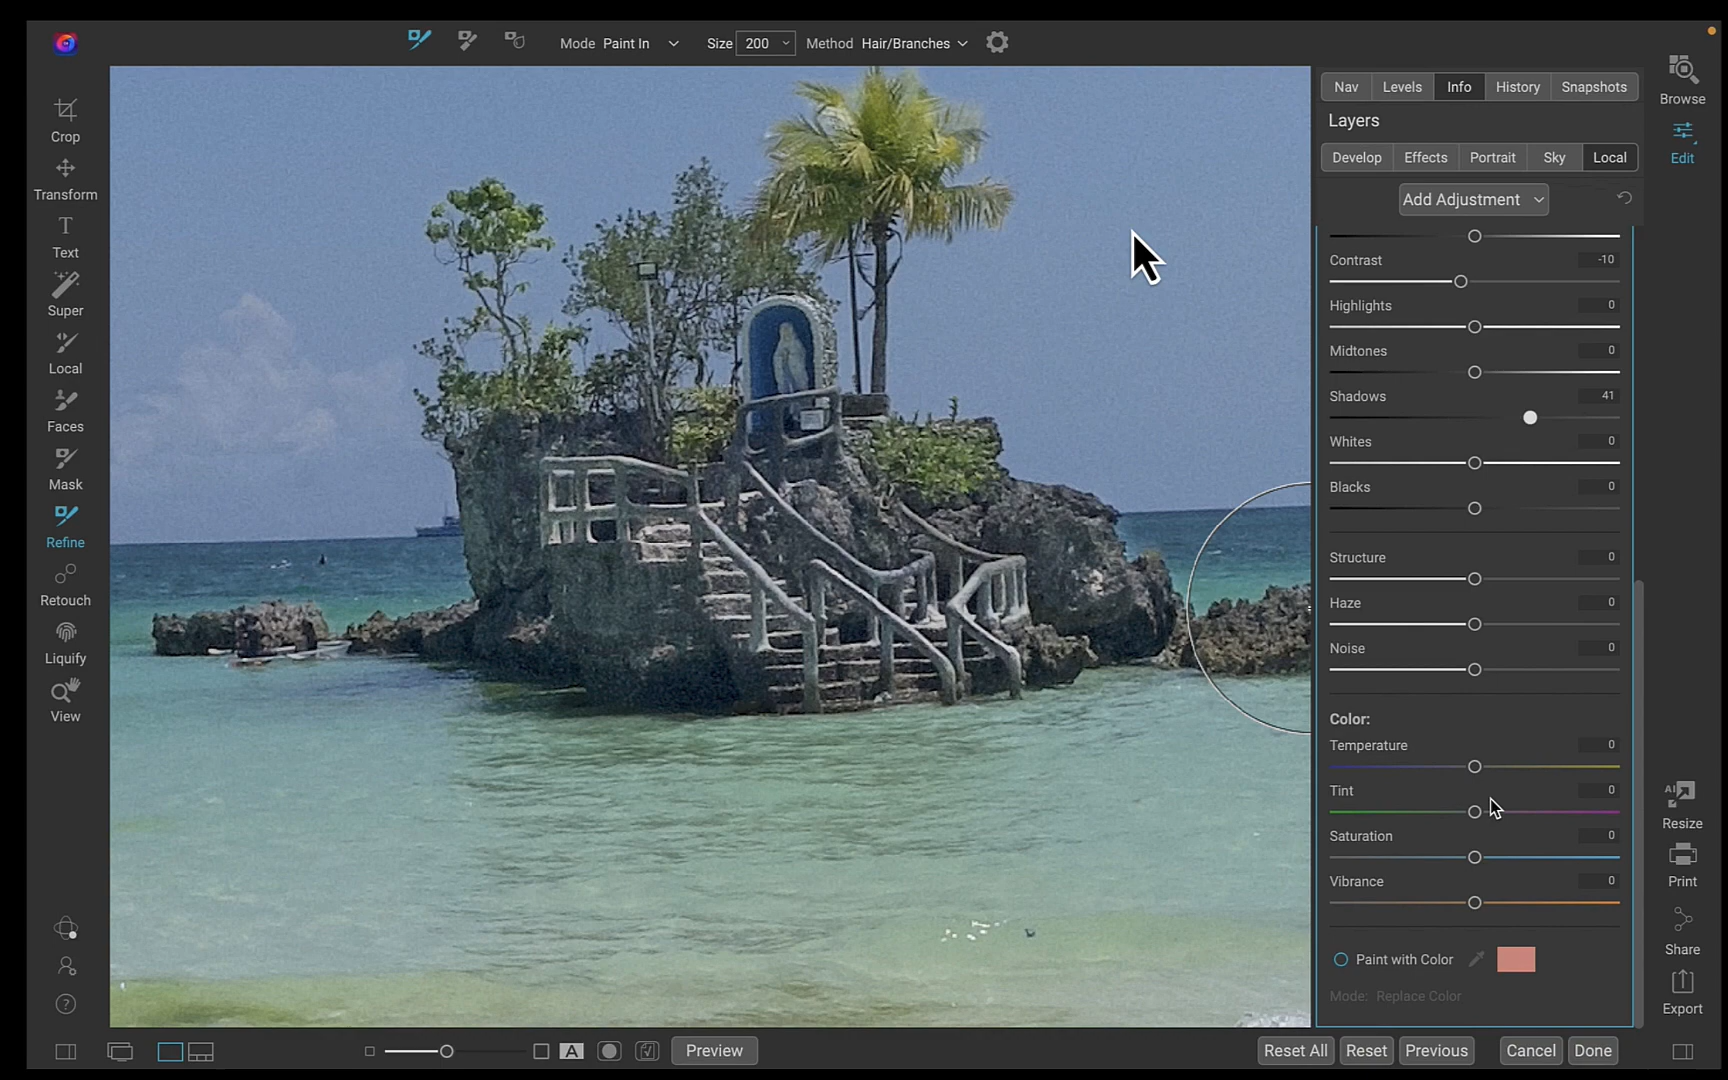 Mode Paint In Size 200 Method Hair/Branches
Crop
Transform
Text
Super
Local
Faces
Mask
Refine
Retouch
Liquify
View
Nav Levels Info History Snapshots
Layers
Develop Effects Portrait Sky Local
Add Adjustment
Contrast -10
Highlights 0
Midtones 0
Shadows 41
Whites 0
Blacks 0
Structure 0
Haze 0
Noise 0
Color:
Temperature 0
Tint 0
Saturation 0
Vibrance 0
Paint with Color
Mode: Replace Color
Browse
Edit
AI
Resize
Print
Share
Export
A
Preview
Reset All Reset Previous Cancel Done
?
T